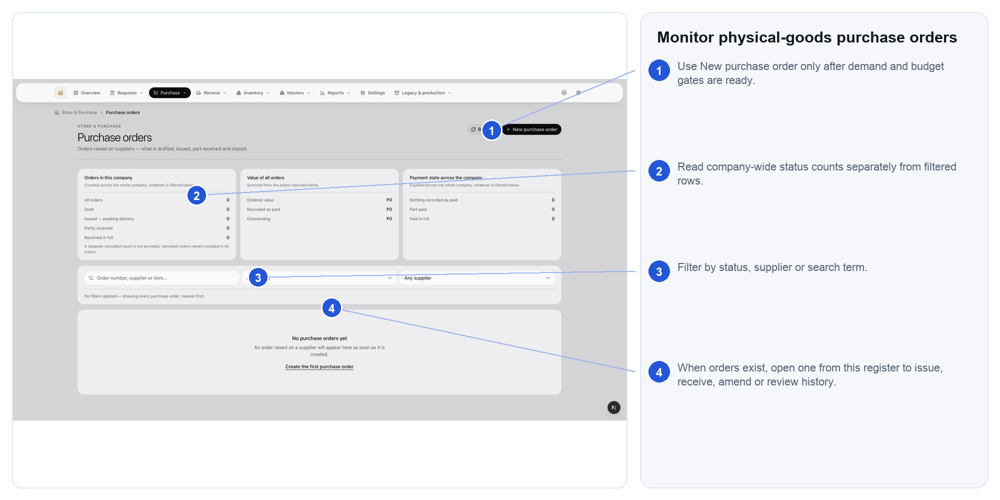 Overview
Requests
Purchase
Receive
Inventory
Masters
Reports
Settings
Legacy & production
Store & Purchase
Purchase orders
STORE & PURCHASE
Purchase orders
Orders raised on suppliers — what is drafted, issued, part received and closed.
1
+ New purchase order
Orders in this company
Counted across the whole company, whatever is filtered below.
2
All orders 0
Draft 0
Issued — awaiting delivery 0
Partly received 0
Received in full 0
A separate cancelled count is not provided; cancelled orders remain included in All
orders.
Value of all orders
Summed from the orders returned below.
Ordered value ₹0
Recorded as paid ₹0
Outstanding ₹0
Payment state across the company
Counted across the whole company, whatever is filtered below.
Nothing recorded as paid 0
Part paid 0
Paid in full 0
Order number, supplier or item...
3
Any supplier
No filters applied — showing every purchase order, newest first.
4
No purchase orders yet
An order raised on a supplier will appear here as soon as it is
created.
Create the first purchase order
N
Monitor physical-goods purchase orders
1 Use New purchase order only after demand and budget
gates are ready.
2 Read company-wide status counts separately from filtered
rows.
3 Filter by status, supplier or search term.
4 When orders exist, open one from this register to issue,
receive, amend or review history.